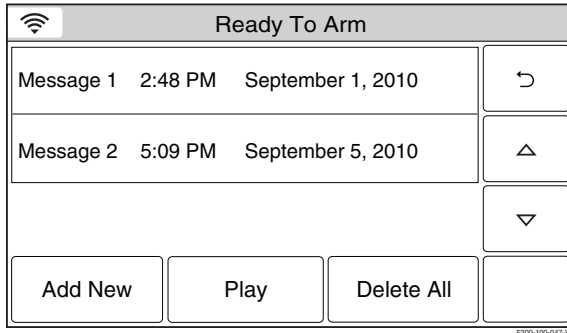 Ready To Arm
Message 1 2:48 PM September 1, 2010
Message 2 5:09 PM September 5, 2010
Add New Play Delete All